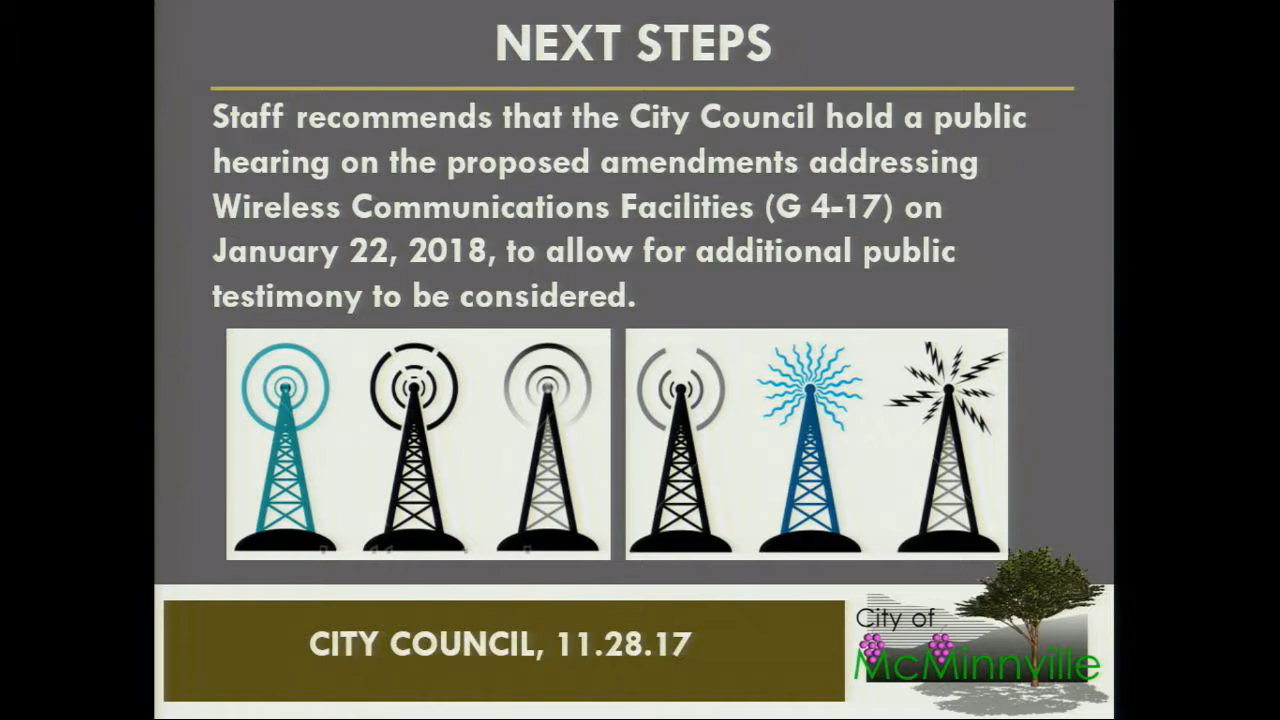 NEXT STEPS
Staff recommends that the City Council hold a public
hearing on the proposed amendments addressing
Wireless Communications Facilities (G 4-17) on
January 22, 2018, to allow for additional public
testimony to be considered.
CITY COUNCIL, 11.28.17
City of
McMinnville